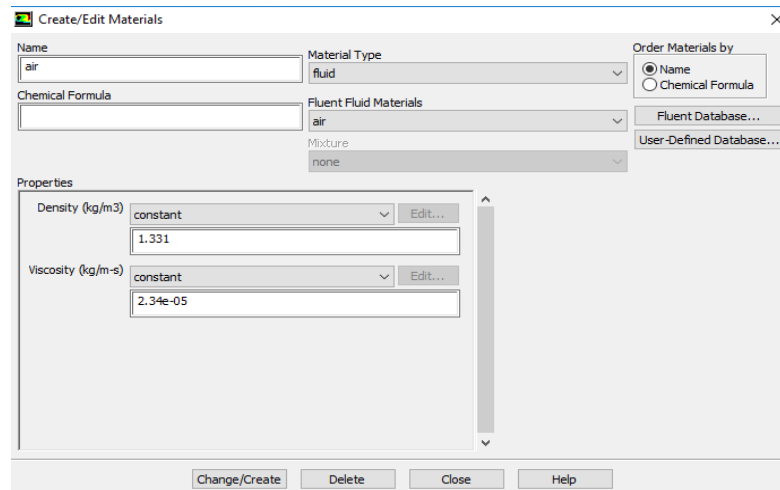 Create/Edit Materials
Name
air
Chemical Formula
Material Type
fluid
Fluent Fluid Materials
air
Mixture
none
Order Materials by
Name
Chemical Formula
Fluent Database...
User-Defined Database...
Properties
Density (kg/m3) constant Edit...
1.331
Viscosity (kg/m-s) constant Edit...
2.34e-05
Change/Create Delete Close Help